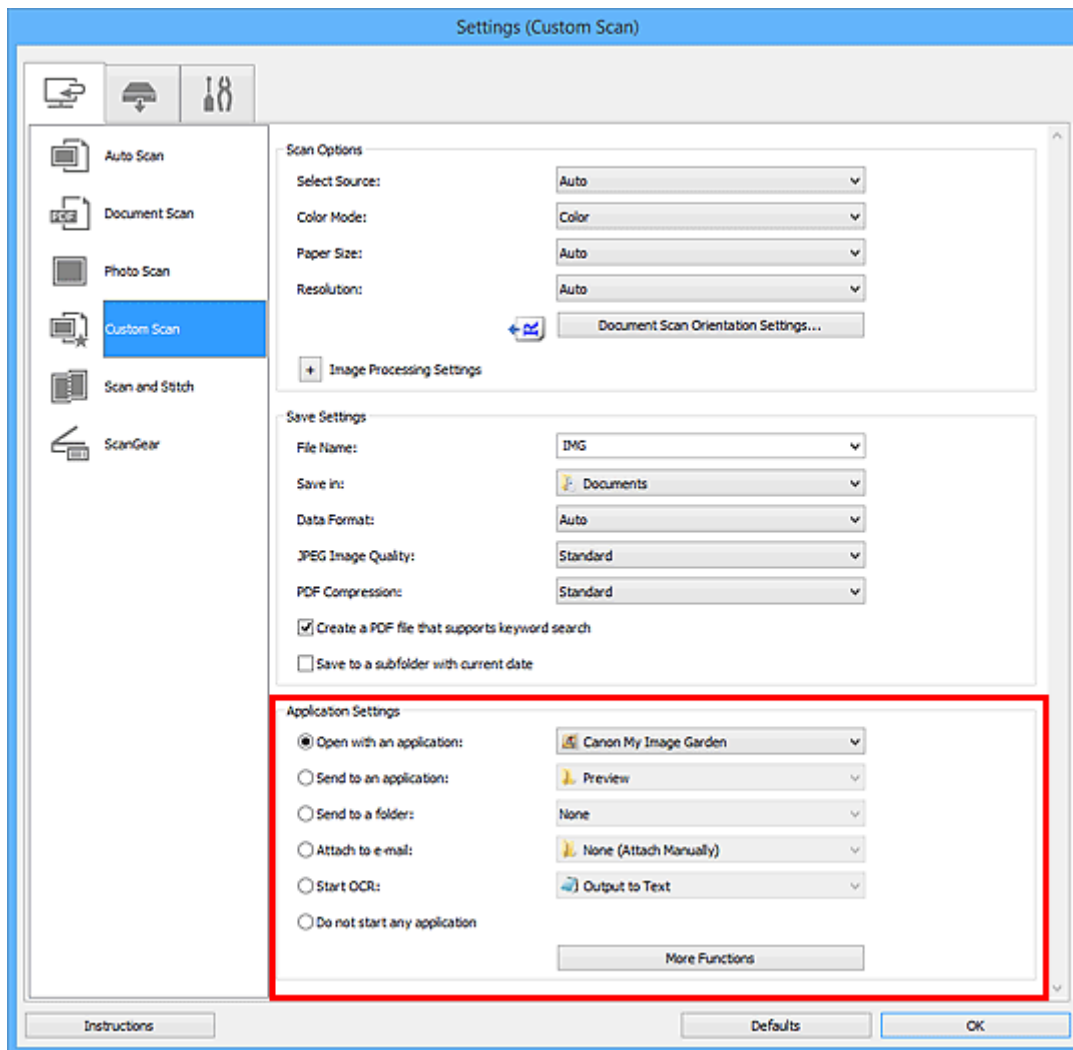 Settings (Custom Scan)
Auto Scan
PDF
Document Scan
Photo Scan
Custom Scan
Scan and Stitch
ScanGear
Scan Options
Select Source: Auto
Color Mode: Color
Paper Size: Auto
Resolution: Auto
R Document Scan Orientation Settings...
+ Image Processing Settings
Save Settings
File Name: IMG
Save in: Documents
Data Format: Auto
JPEG Image Quality: Standard
PDF Compression: Standard
Create a PDF file that supports keyword search
Save to a subfolder with current date
Application Settings
Open with an application: Canon My Image Garden
Send to an application: Preview
Send to a folder: None
Attach to e-mail: None (Attach Manually)
Start OCR: Output to Text
Do not start any application
More Functions
Instructions Defaults OK